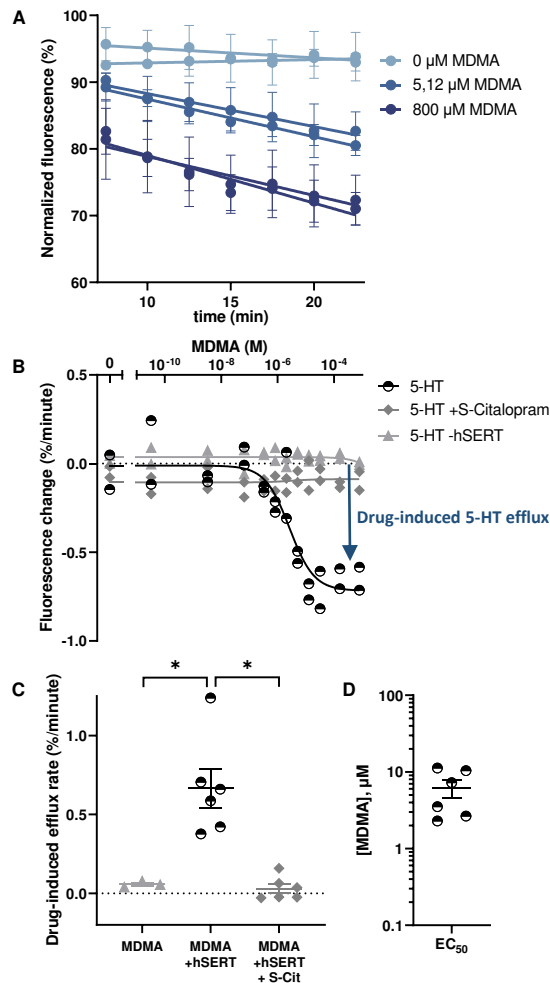 A
Normalized fluorescence (%)
100
90
80
70
60
10
15
20
time (min)
0 µM MDMA
5,12 µM MDMA
800 µM MDMA
B
MDMA (M)
0
10⁻¹⁰
10⁻⁸
10⁻⁶
10⁻⁴
Fluorescence change (%/minute)
0.5
0.0
-0.5
-1.0
5-HT
5-HT +S-Citalopram
5-HT -hSERT
Drug-induced 5-HT efflux
C
Drug-induced efflux rate (%/minute)
1.0
0.5
0.0
*
*
MDMA
MDMA
+hSERT
MDMA
+hSERT
+ S-Cit
D
[MDMA], µM
100
10
1
0.1
EC₅₀